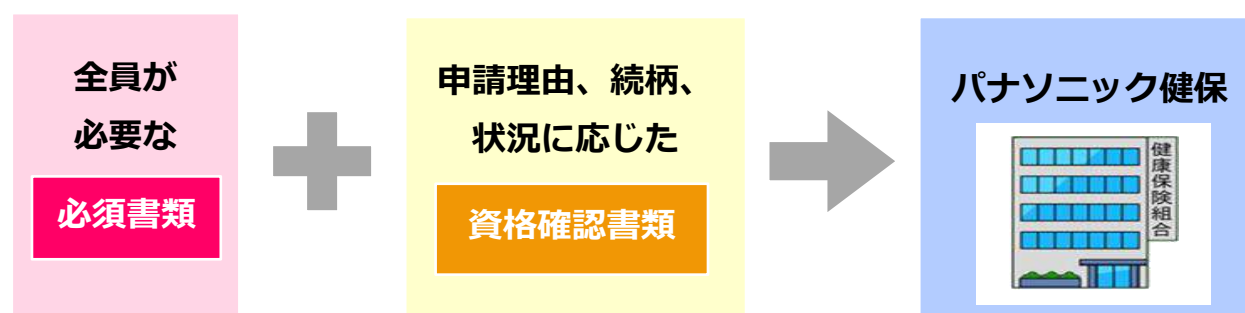 全員が
必要な
必須書類
申請理由、続柄、
状況に応じた
資格確認書類
パナソニック健保
健康保険組合